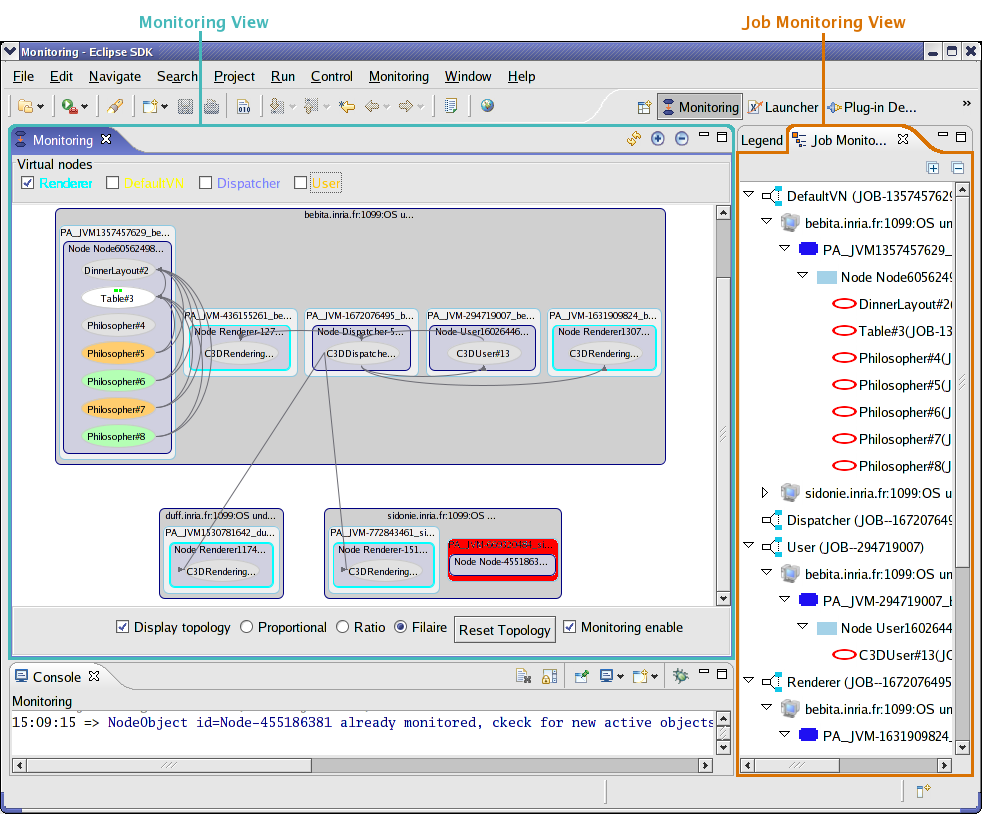 Monitoring View
Job Monitoring View
Monitoring - Eclipse SDK
File Edit Navigate Search Project Run Control Monitoring Window Help
Monitoring Launcher Plug-in De... »
Monitoring
Legend Job Monito...
Virtual nodes
Renderer DefaultVN Dispatcher User
bebita.inria.fr:1099:OS u...
PA_JVM1357457629_be...
Node Node60562498...
DinnerLayout#2
Table#3
Philosopher#4
Philosopher#5
Philosopher#6
Philosopher#7
Philosopher#8
PA_JVM-436155261_be...
Node Renderer-127...
C3DRendering...
PA_JVM-1672076495_be...
Node Dispatcher-5...
C3DDispatche...
PA_JVM-294719007_be...
Node User16026446...
C3DUser#13
PA_JVM-1631909824_b...
Node Renderer1307...
C3DRendering...
duff.inria.fr:1099:OS und...
PA_JVM1530781642_du...
Node Renderer1174...
C3DRendering...
sidonie.inria.fr:1099:OS ...
PA_JVM-772843461_si...
Node Renderer-151...
C3DRendering...
Node Node-4551863...
Display topology Proportional Ratio Filaire Reset Topology Monitoring enable
DefaultVN (JOB-1357457629
bebita.inria.fr:1099:OS un
PA_JVM1357457629_
Node Node6056249
DinnerLayout#2(
Table#3(JOB-13
Philosopher#4(J
Philosopher#5(J
Philosopher#6(J
Philosopher#7(J
Philosopher#8(J
sidonie.inria.fr:1099:OS u
Dispatcher (JOB--16720764
User (JOB--294719007)
bebita.inria.fr:1099:OS un
PA_JVM-294719007_b
Node User1602644
C3DUser#13(JO
Renderer (JOB--1672076495
bebita.inria.fr:1099:OS un
PA_JVM-1631909824_
Console
Monitoring
15:09:15 => NodeObject id=Node-455186381 already monitored, ckeck for new active objects